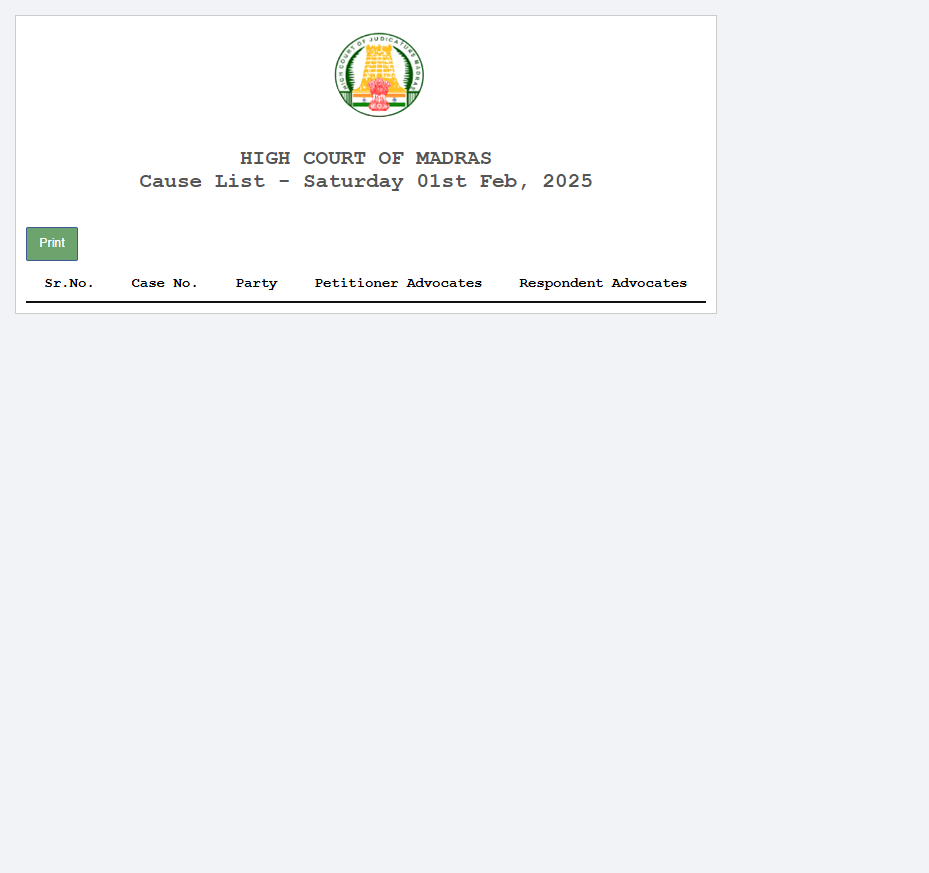 HIGH COURT OF JUDICATURE MADRAS
HIGH COURT OF MADRAS
Cause List - Saturday 01st Feb, 2025
Print
Sr.No. Case No. Party Petitioner Advocates Respondent Advocates